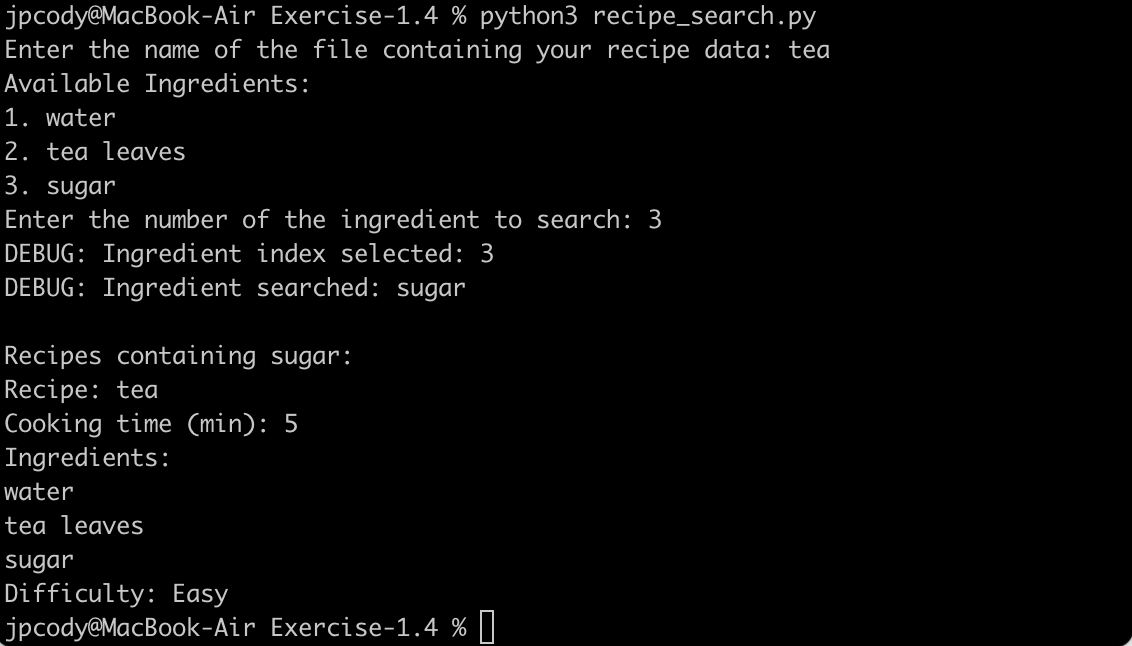 jpcody@MacBook-Air Exercise-1.4 % python3 recipe_search.py
Enter the name of the file containing your recipe data: tea
Available Ingredients:
1. water
2. tea leaves
3. sugar
Enter the number of the ingredient to search: 3
DEBUG: Ingredient index selected: 3
DEBUG: Ingredient searched: sugar

Recipes containing sugar:
Recipe: tea
Cooking time (min): 5
Ingredients:
water
tea leaves
sugar
Difficulty: Easy
jpcody@MacBook-Air Exercise-1.4 %